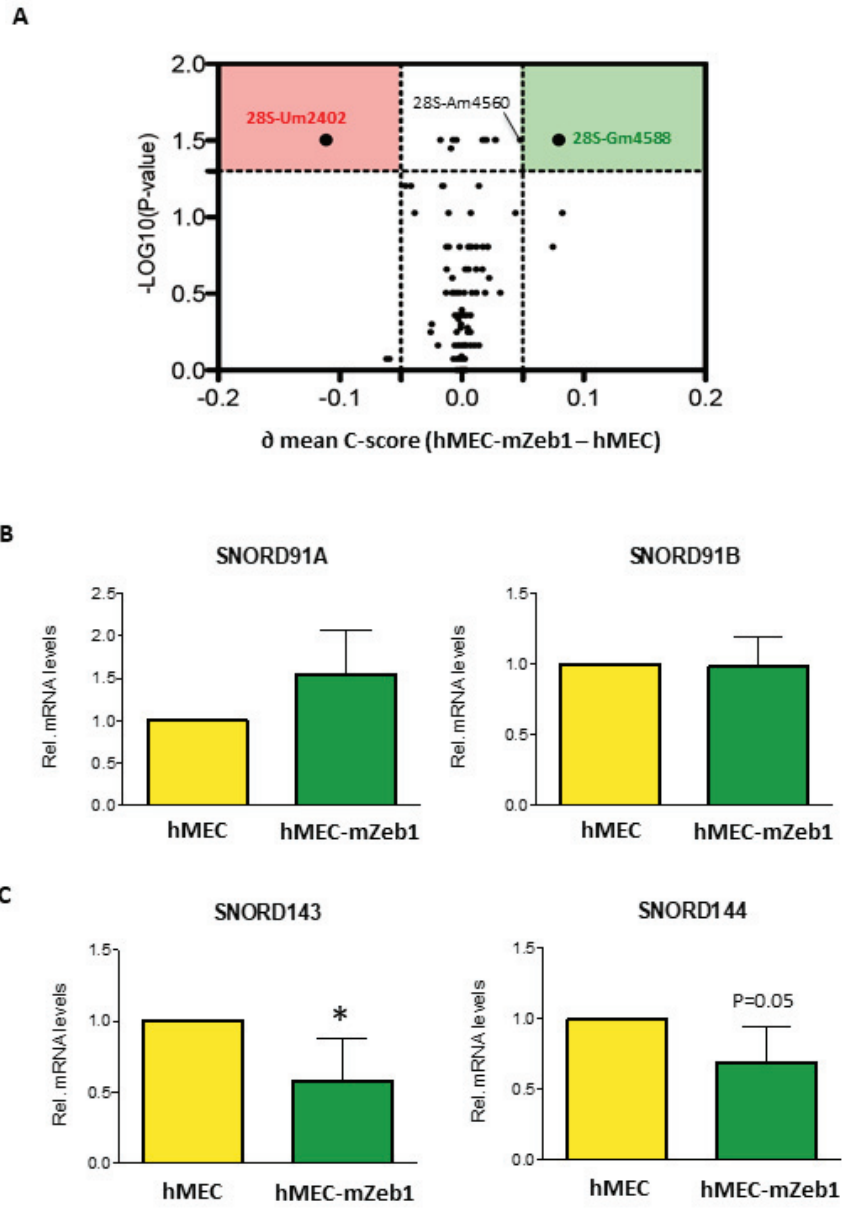 A
2.0
1.5
1.0
0.5
0.0
-LOG10(P-value)
28S-Um2402
28S-Am4560
28S-Gm4588
-0.2
-0.1
0.0
0.1
0.2
∂ mean C-score (hMEC-mZeb1 – hMEC)
B
SNORD91A
Rel. mRNA levels
2.5
2.0
1.5
1.0
0.5
0.0
hMEC
hMEC-mZeb1
SNORD91B
Rel. mRNA levels
1.5
1.0
0.5
0.0
hMEC
hMEC-mZeb1
C
SNORD143
Rel. mRNA levels
1.5
1.0
0.5
0.0
*
hMEC
hMEC-mZeb1
SNORD144
Rel. mRNA levels
1.5
1.0
0.5
0.0
P=0.05
hMEC
hMEC-mZeb1